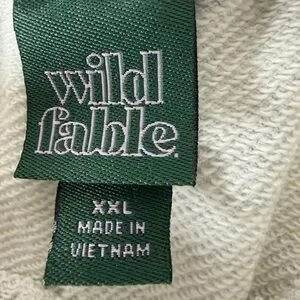 wild
fable.
XXL
MADE IN
VIETNAM